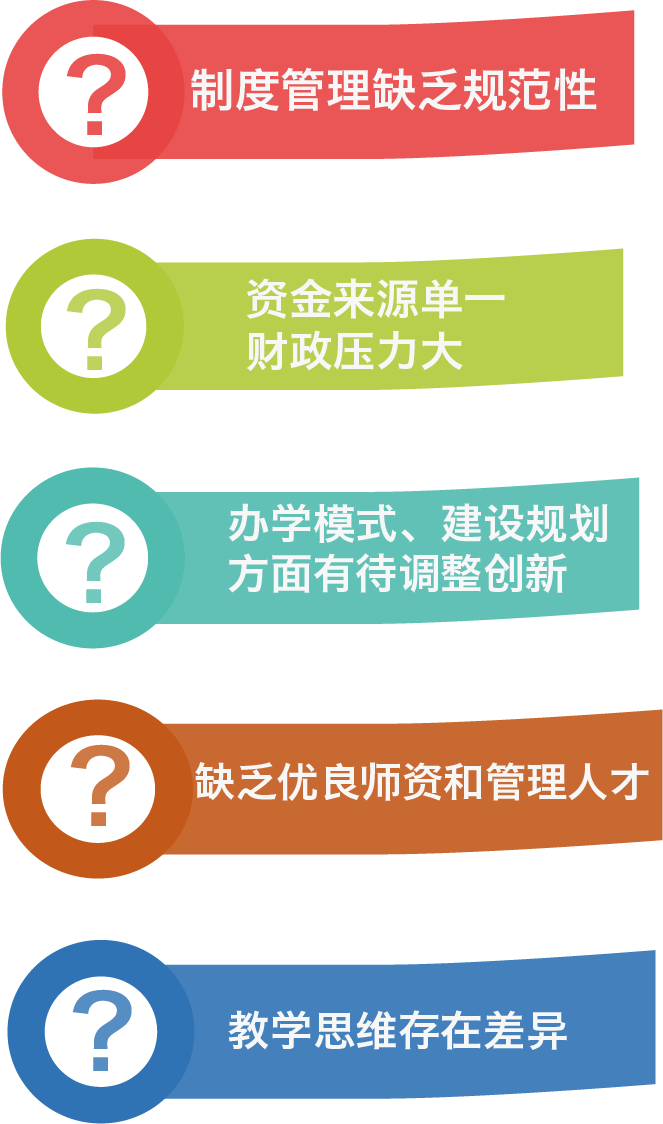 ?
制度管理缺乏规范性
?
资金来源单一
财政压力大
?
办学模式、建设规划
方面有待调整创新
?
缺乏优良师资和管理人才
?
教学思维存在差异